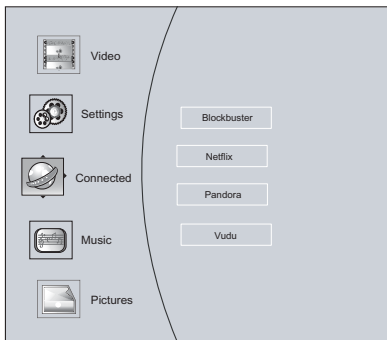 Video
Settings
Connected
Music
Pictures
Blockbuster
Netflix
Pandora
Vudu